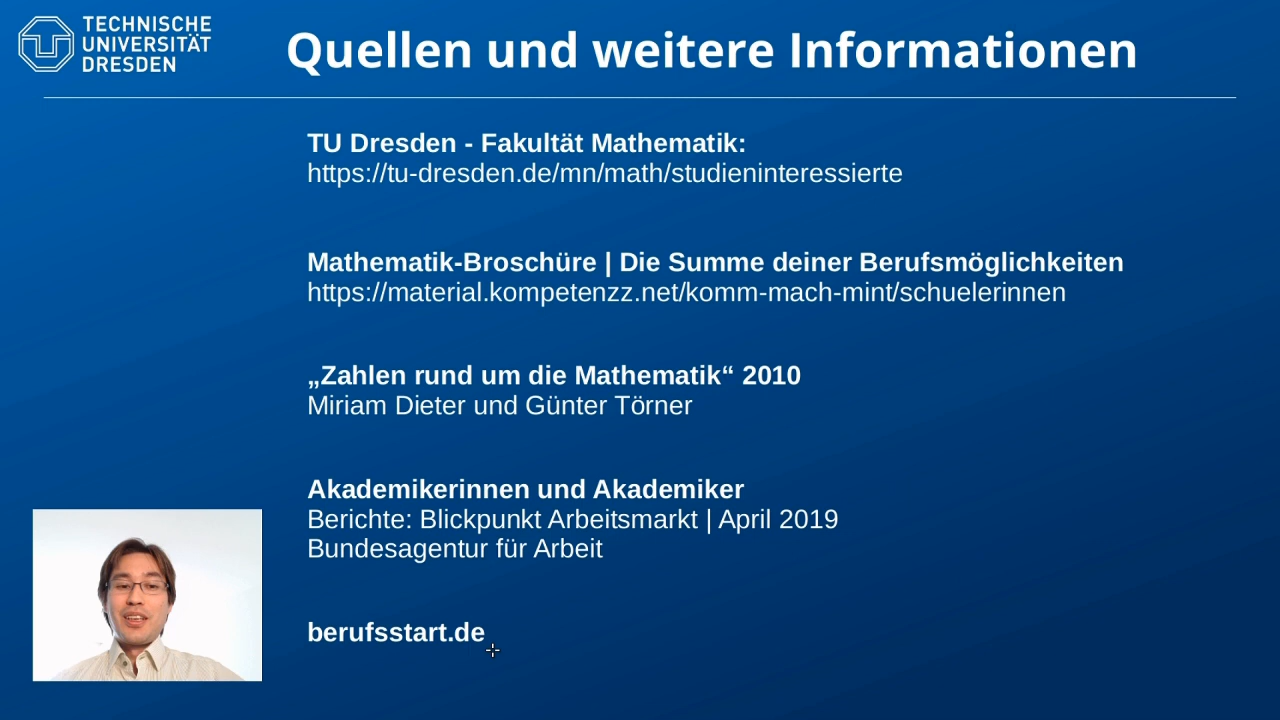 TECHNISCHE
UNIVERSITÄT
DRESDEN
Quellen und weitere Informationen
TU Dresden - Fakultät Mathematik:
https://tu-dresden.de/mn/math/studieninteressierte
Mathematik-Broschüre | Die Summe deiner Berufsmöglichkeiten
https://material.kompetenzz.net/komm-mach-mint/schuelerinnen
„Zahlen rund um die Mathematik“ 2010
Miriam Dieter und Günter Törner
Akademikerinnen und Akademiker
Berichte: Blickpunkt Arbeitsmarkt | April 2019
Bundesagentur für Arbeit
berufsstart.de